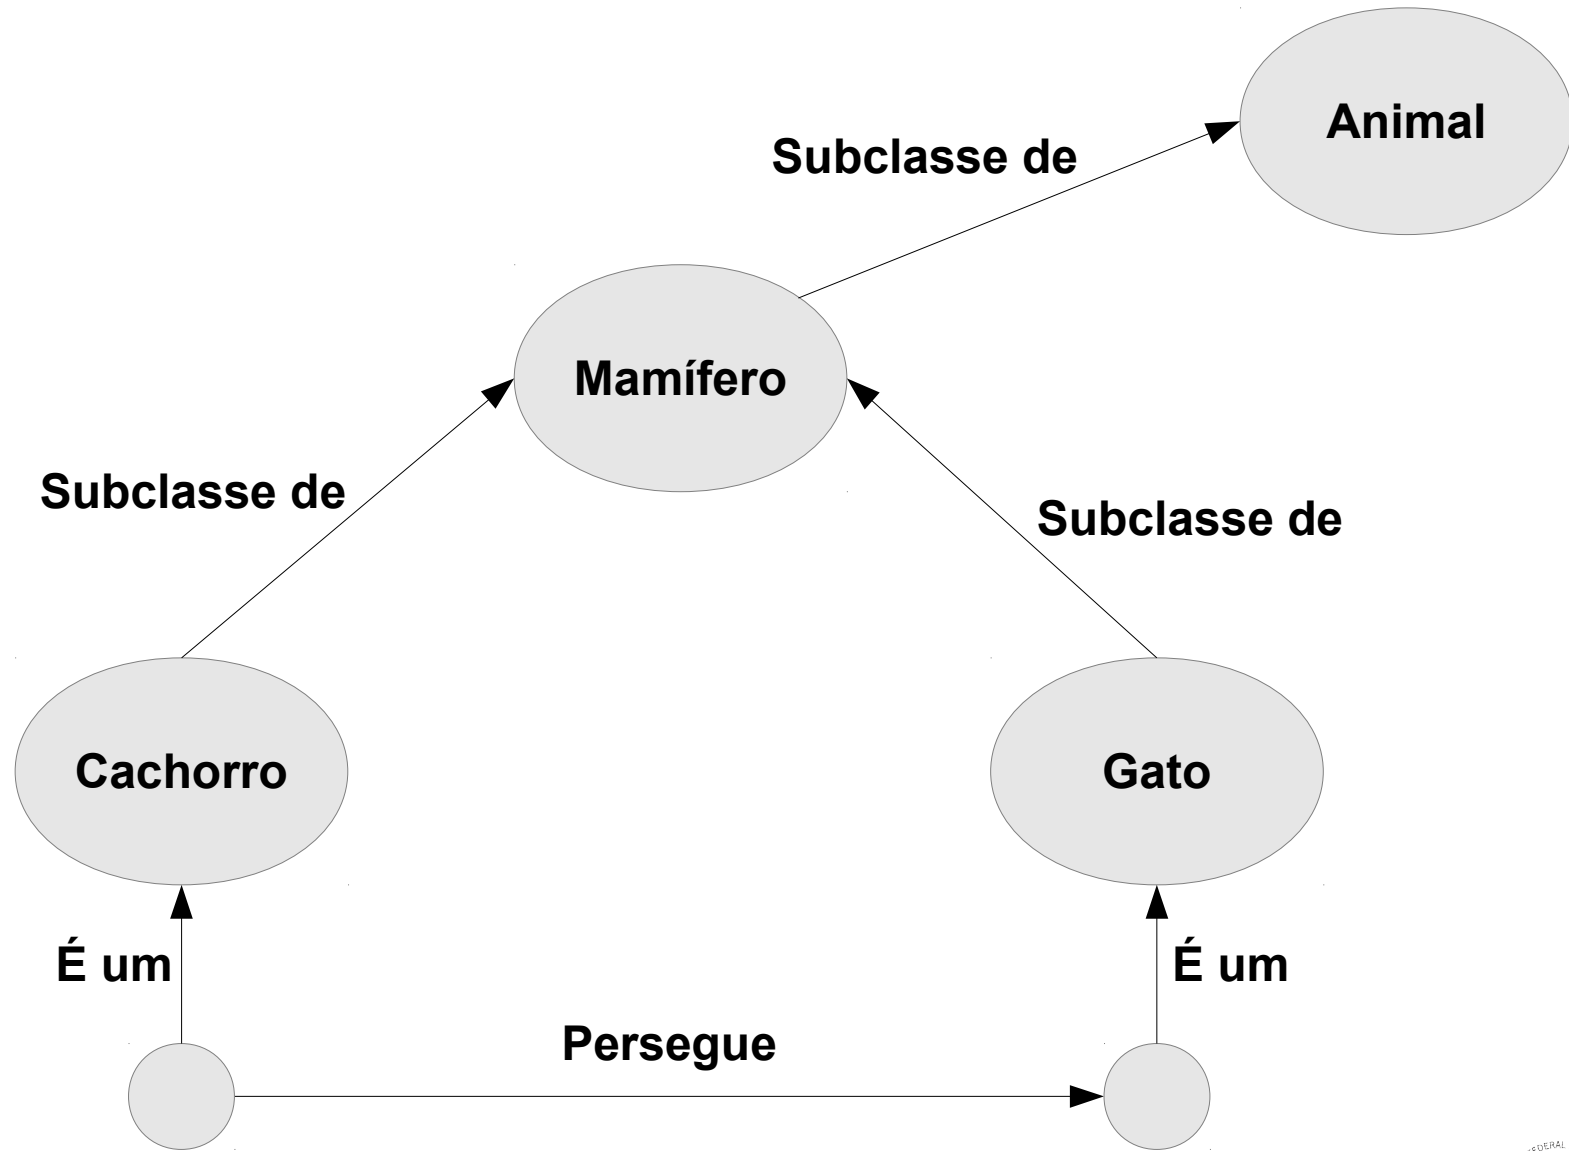 Animal
Subclasse de
Mamífero
Subclasse de
Subclasse de
Cachorro
Gato
É um
É um
Persegue